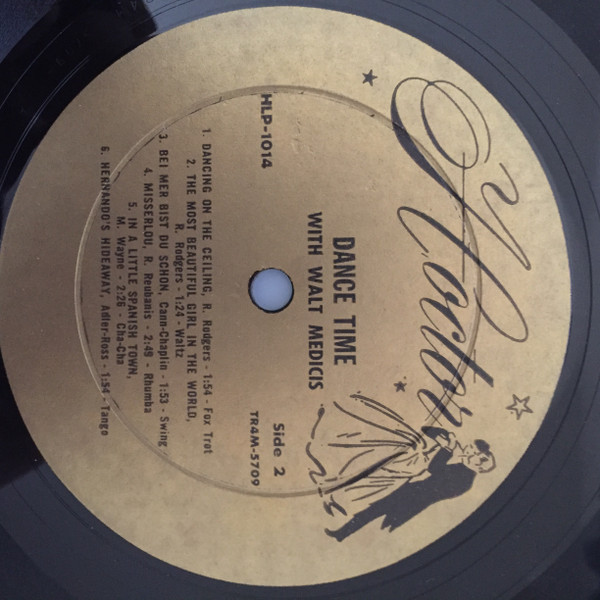 DANCE TIME
WITH WALT MEDICIS
HLP-1014
Side 2
TR4M-5709
1. DANCING ON THE CEILING, R. Rodgers - 1:54 - Fox Trot
2. THE MOST BEAUTIFUL GIRL IN THE WORLD,
R. Rodgers - 1:24 - Waltz
3. BEI MER BIST DU SCHON, Cann-Chaplin - 1:53 - Swing
4. MISSERLOU, R. Reubanis - 2:49 - Rhumba
5. IN A LITTLE SPANISH TOWN,
M. Wayne - 2:26 - Cha-Cha
6. HERNANDO'S HIDEAWAY, Adler-Ross - 1:54 - Tango